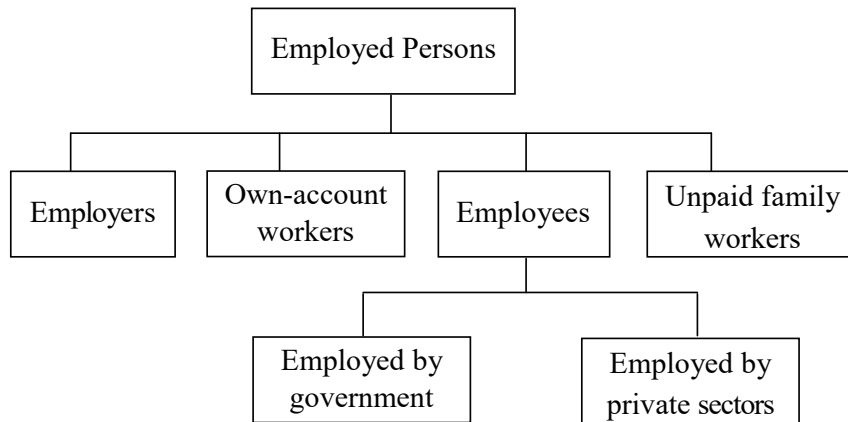 Employed Persons
Employers
Own-account
workers
Employees
Unpaid family
workers
Employed by
government
Employed by
private sectors